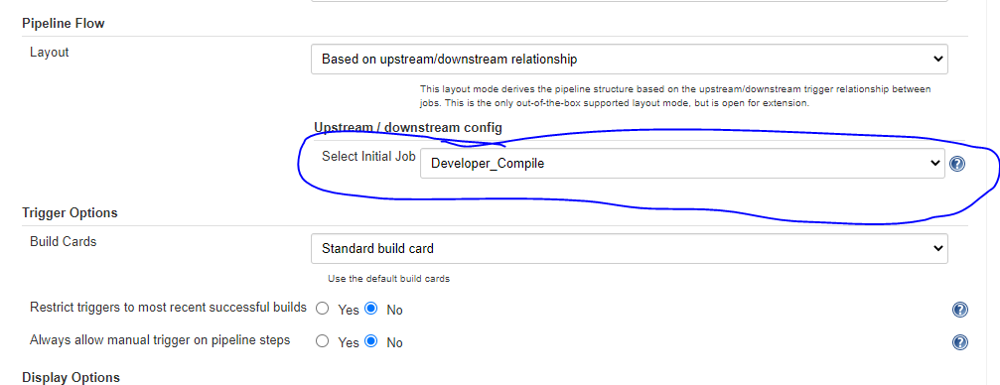 Pipeline Flow
Layout
Based on upstream/downstream relationship
This layout mode derives the pipeline structure based on the upstream/downstream trigger relationship between
jobs. This is the only out-of-the-box supported layout mode, but is open for extension.
Upstream / downstream config
Select Initial Job Developer_Compile ?
Trigger Options
Build Cards
Standard build card
Use the default build cards
Restrict triggers to most recent successful builds Yes No ?
Always allow manual trigger on pipeline steps Yes No ?
Display Options